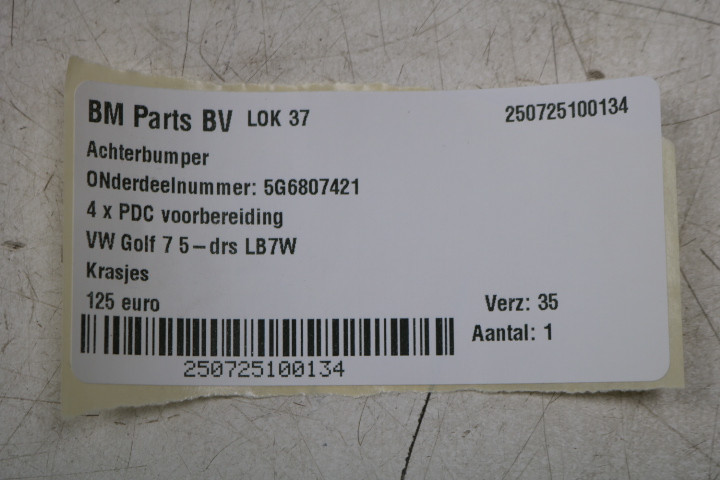 BM Parts BV LOK 37 250725100134
Achterbumper
ONderdeelnummer: 5G6807421
4 x PDC voorbereiding
VW Golf 7 5-drs LB7W
Krasjes
125 euro Verz: 35
Aantal: 1
250725100134